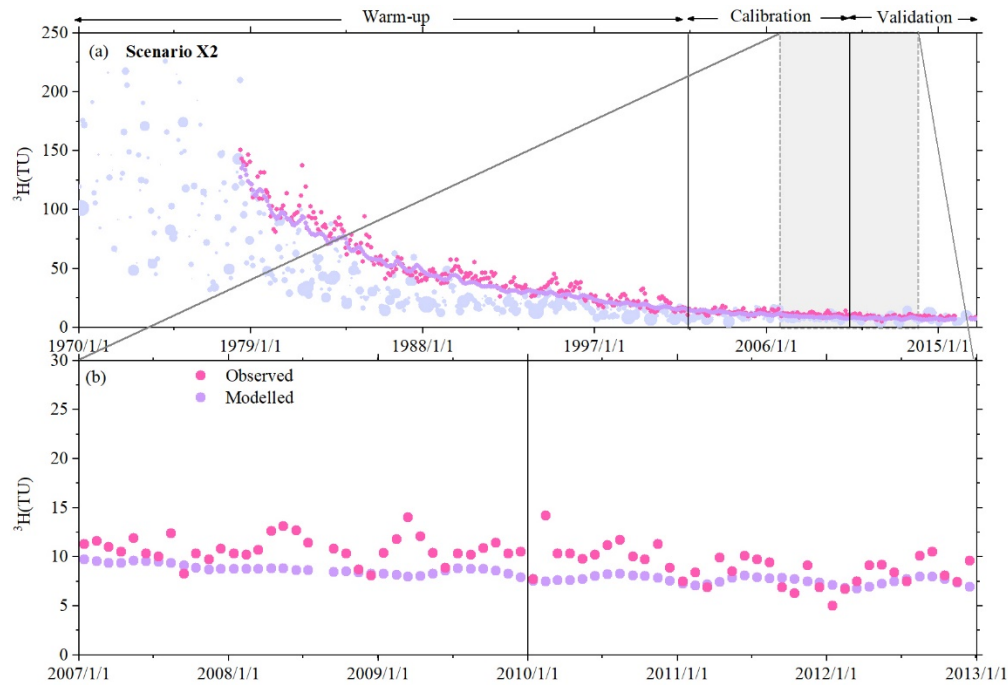 Warm-up Calibration Validation
250
(a) Scenario X2
200
150
100
50
0
³H(TU)
1970/1/1 1979/1/1 1988/1/1 1997/1/1 2006/1/1 2015/1/1
30
(b) Observed
Modelled
25
20
15
10
5
0
³H(TU)
2007/1/1 2008/1/1 2009/1/1 2010/1/1 2011/1/1 2012/1/1 2013/1/1